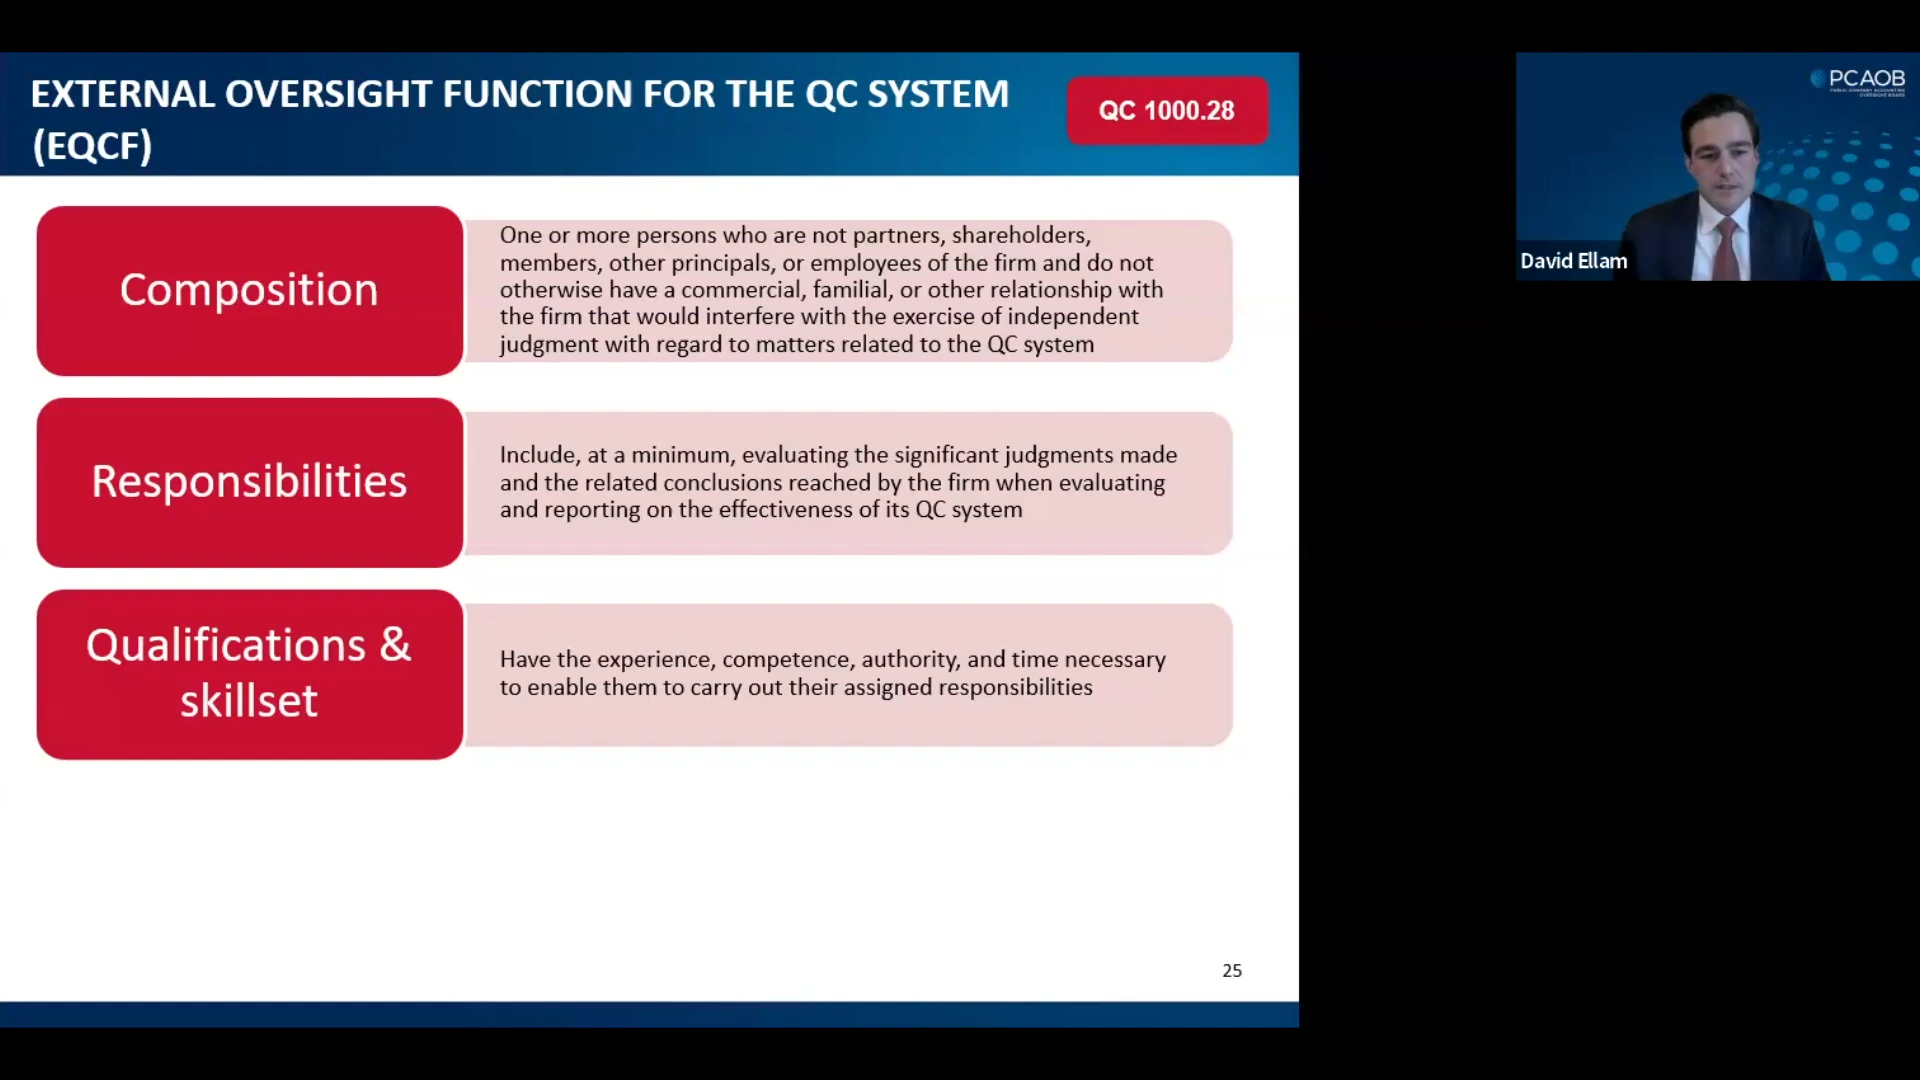 EXTERNAL OVERSIGHT FUNCTION FOR THE QC SYSTEM
(EQCF)
QC 1000.28
Composition
One or more persons who are not partners, shareholders,
members, other principals, or employees of the firm and do not
otherwise have a commercial, familial, or other relationship with
the firm that would interfere with the exercise of independent
judgment with regard to matters related to the QC system
Responsibilities
Include, at a minimum, evaluating the significant judgments made
and the related conclusions reached by the firm when evaluating
and reporting on the effectiveness of its QC system
Qualifications &
skillset
Have the experience, competence, authority, and time necessary
to enable them to carry out their assigned responsibilities
25
PCAOB
PUBLIC COMPANY ACCOUNTING
OVERSIGHT BOARD
David Ellam